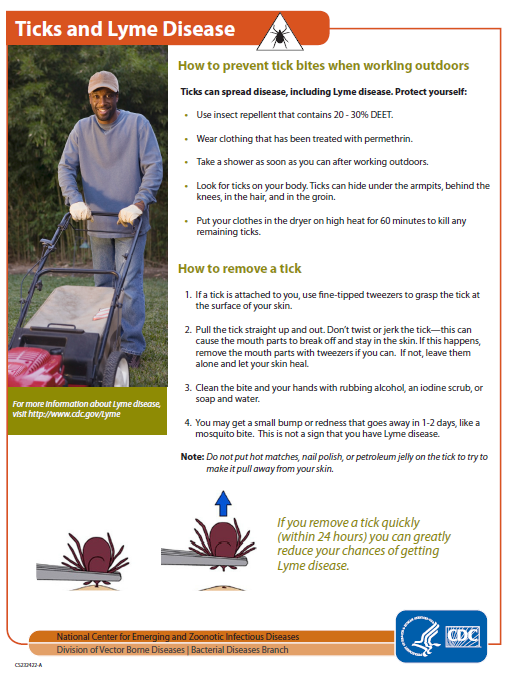 Ticks and Lyme Disease
How to prevent tick bites when working outdoors
Ticks can spread disease, including Lyme disease. Protect yourself:
• Use insect repellent that contains 20 - 30% DEET.
• Wear clothing that has been treated with permethrin.
• Take a shower as soon as you can after working outdoors.
• Look for ticks on your body. Ticks can hide under the armpits, behind the
knees, in the hair, and in the groin.
• Put your clothes in the dryer on high heat for 60 minutes to kill any
remaining ticks.
How to remove a tick
1. If a tick is attached to you, use fine-tipped tweezers to grasp the tick at
the surface of your skin.
2. Pull the tick straight up and out. Don't twist or jerk the tick—this can
cause the mouth parts to break off and stay in the skin. If this happens,
remove the mouth parts with tweezers if you can. If not, leave them
alone and let your skin heal.
3. Clean the bite and your hands with rubbing alcohol, an iodine scrub, or
soap and water.
4. You may get a small bump or redness that goes away in 1-2 days, like a
mosquito bite. This is not a sign that you have Lyme disease.
Note: Do not put hot matches, nail polish, or petroleum jelly on the tick to try to
make it pull away from your skin.
For more information about Lyme disease,
visit http://www.cdc.gov/Lyme
If you remove a tick quickly
(within 24 hours) you can greatly
reduce your chances of getting
Lyme disease.
National Center for Emerging and Zoonotic Infectious Diseases
Division of Vector Borne Diseases | Bacterial Diseases Branch
CDC
CS232422-A